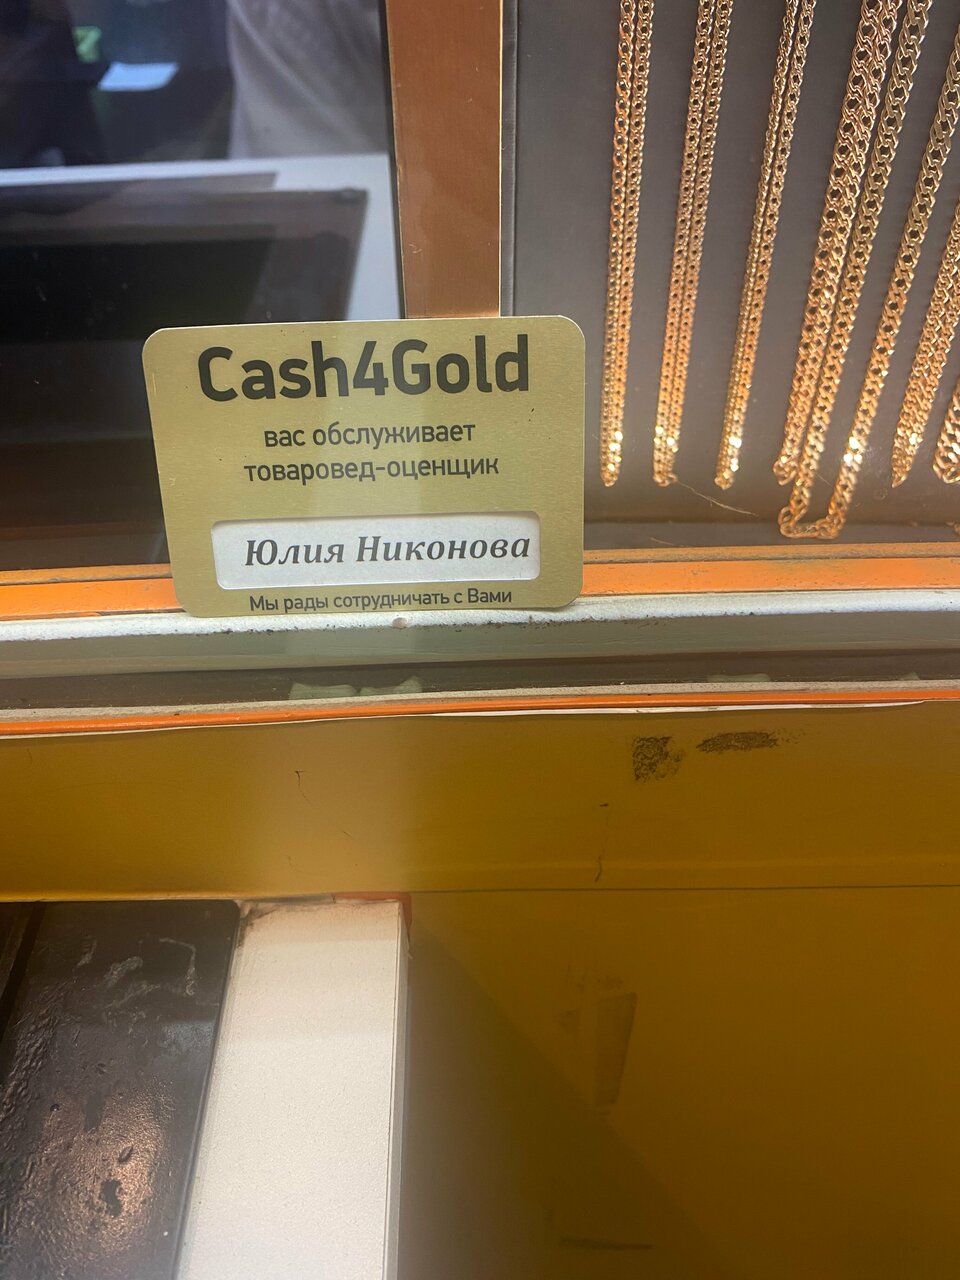 Cash4Gold
вас обслуживает
товаровед-оценщик
Юлия Никонова
Мы рады сотрудничать с Вами